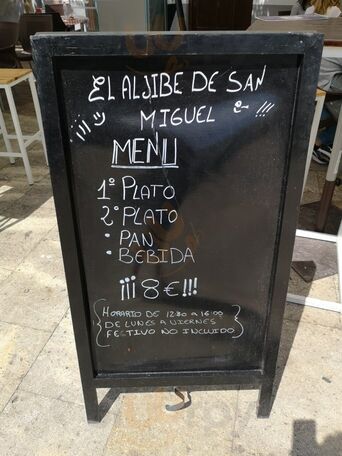 EL ALJIBE DE SAN
¡¡¡ MIGUEL !!!
MENU
1º PLATO
2º PLATO
· PAN
· BEBIDA
¡¡¡8€!!!
HORARIO DE 12:30 A 16:00
DE LUNES A VIERNES
FESTIVO NO INCLUIDO